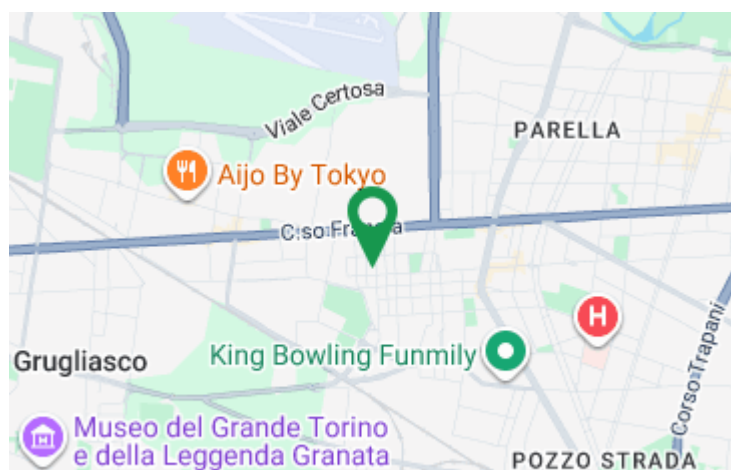 Viale Certosa
PARELLA
Aijo By Tokyo
C.so Francia
H
King Bowling Funmily
Grugliasco
Corso Trapani
Museo del Grande Torino
e della Leggenda Granata
POZZO STRADA